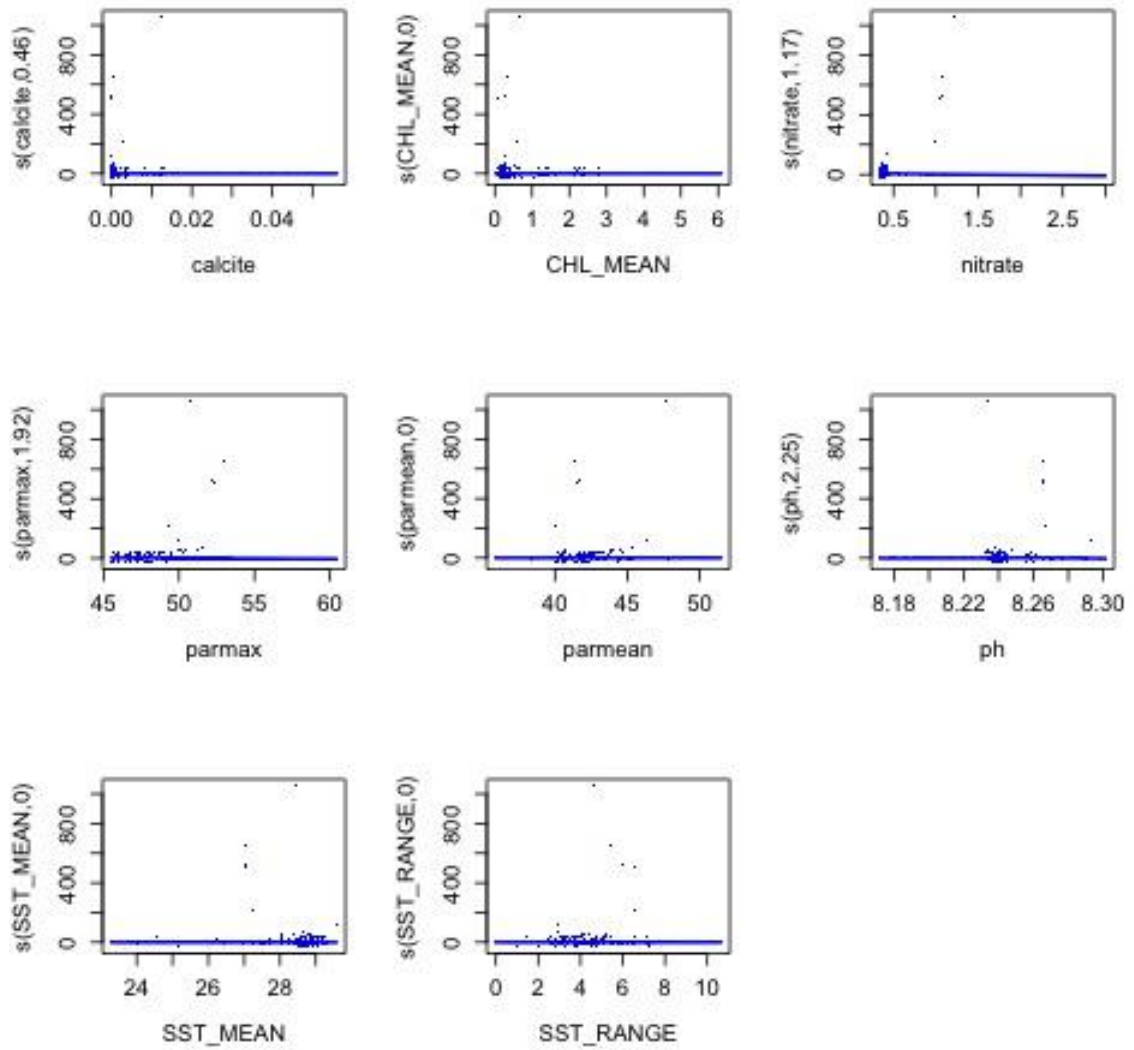 s(calcite,0.46)
0 400 800
0.00 0.02 0.04
calcite
s(CHL_MEAN,0)
0 400 800
0 1 2 3 4 5 6
CHL_MEAN
s(nitrate,1.17)
0 400 800
0.5 1.5 2.5
nitrate
s(parmax,1.92)
0 400 800
45 50 55 60
parmax
s(parmean,0)
0 400 800
40 45 50
parmean
s(ph,2.25)
0 400 800
8.18 8.22 8.26 8.30
ph
s(SST_MEAN,0)
0 400 800
24 26 28
SST_MEAN
s(SST_RANGE,0)
0 400 800
0 2 4 6 8 10
SST_RANGE